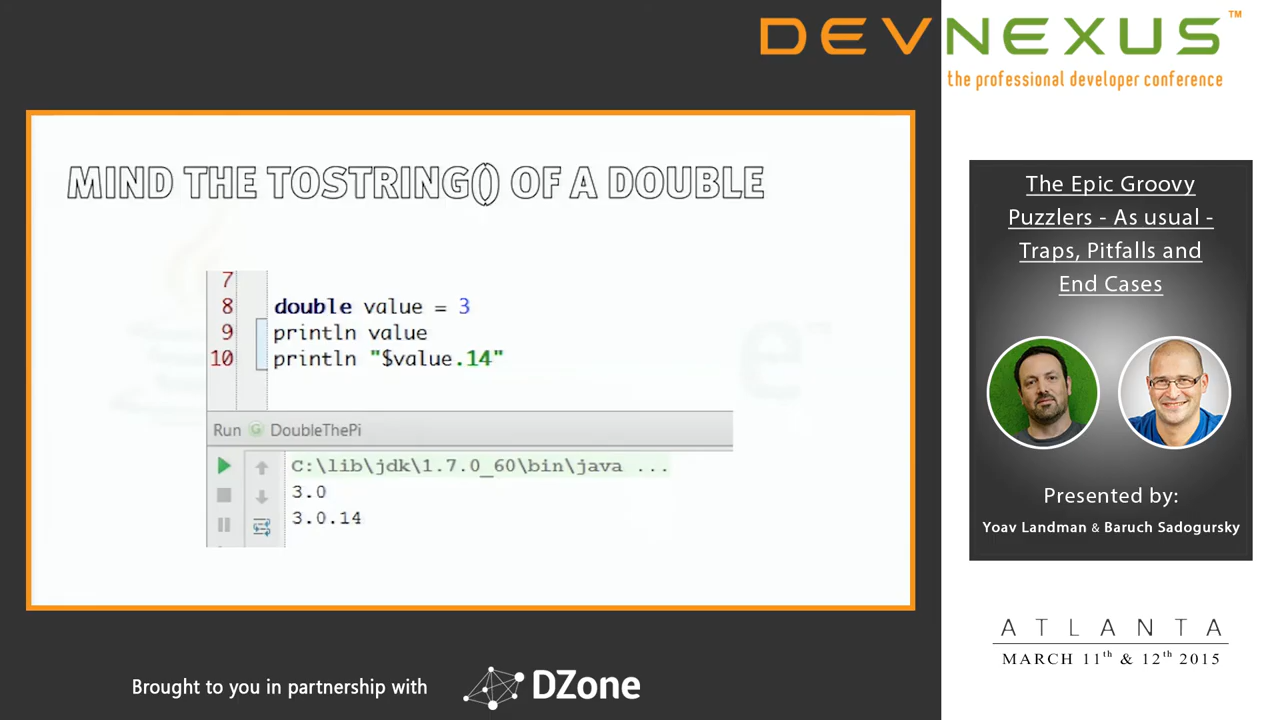 DEVNEXUS™
the professional developer conference
MIND THE TOSTRING() OF A DOUBLE
7
8 double value = 3
9 println value
10 println "$value.14"
Run G DoubleThePi
C:\lib\jdk\1.7.0_60\bin\java ...
3.0
3.0.14
The Epic Groovy
Puzzlers - As usual -
Traps, Pitfalls and
End Cases
Presented by:
Yoav Landman & Baruch Sadogursky
ATLANTA
MARCH 11th & 12th 2015
Brought to you in partnership with
DZone